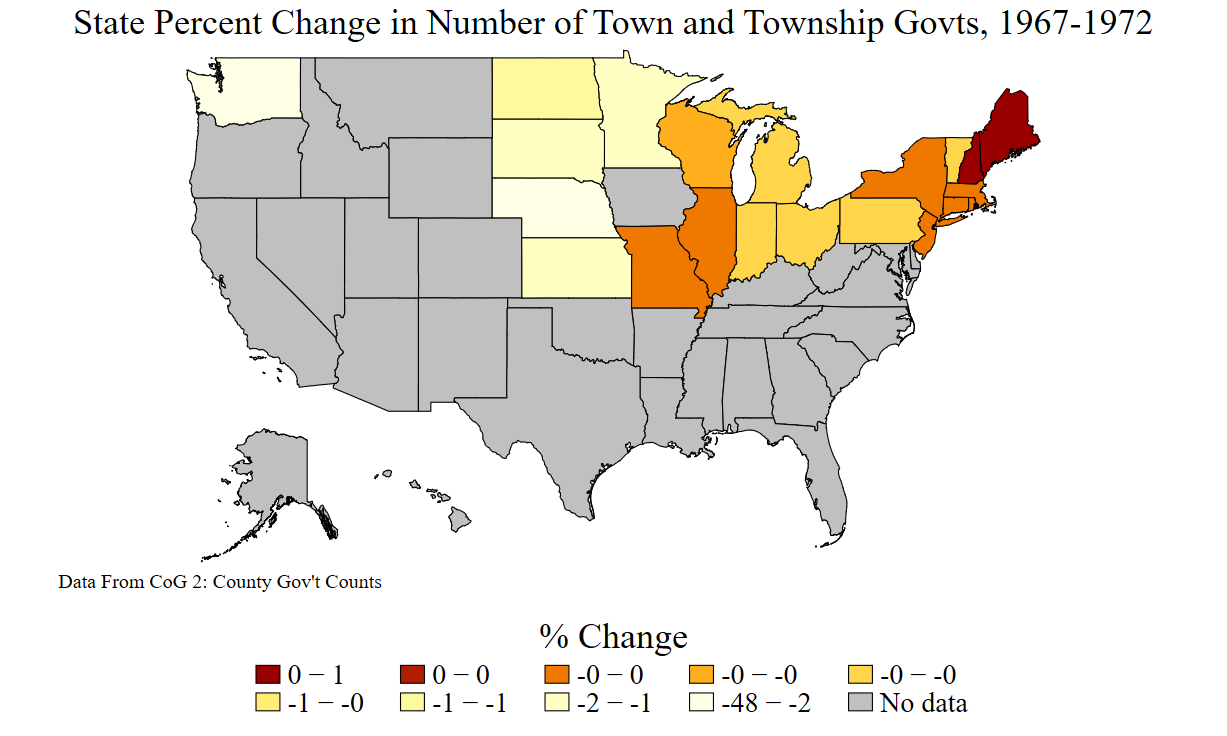 State Percent Change in Number of Town and Township Govts, 1967-1972
Data From CoG 2: County Gov't Counts
% Change
0 − 1 0 − 0 -0 − 0 -0 − -0 -0 − -0
-1 − -0 -1 − -1 -2 − -1 -48 − -2 No data